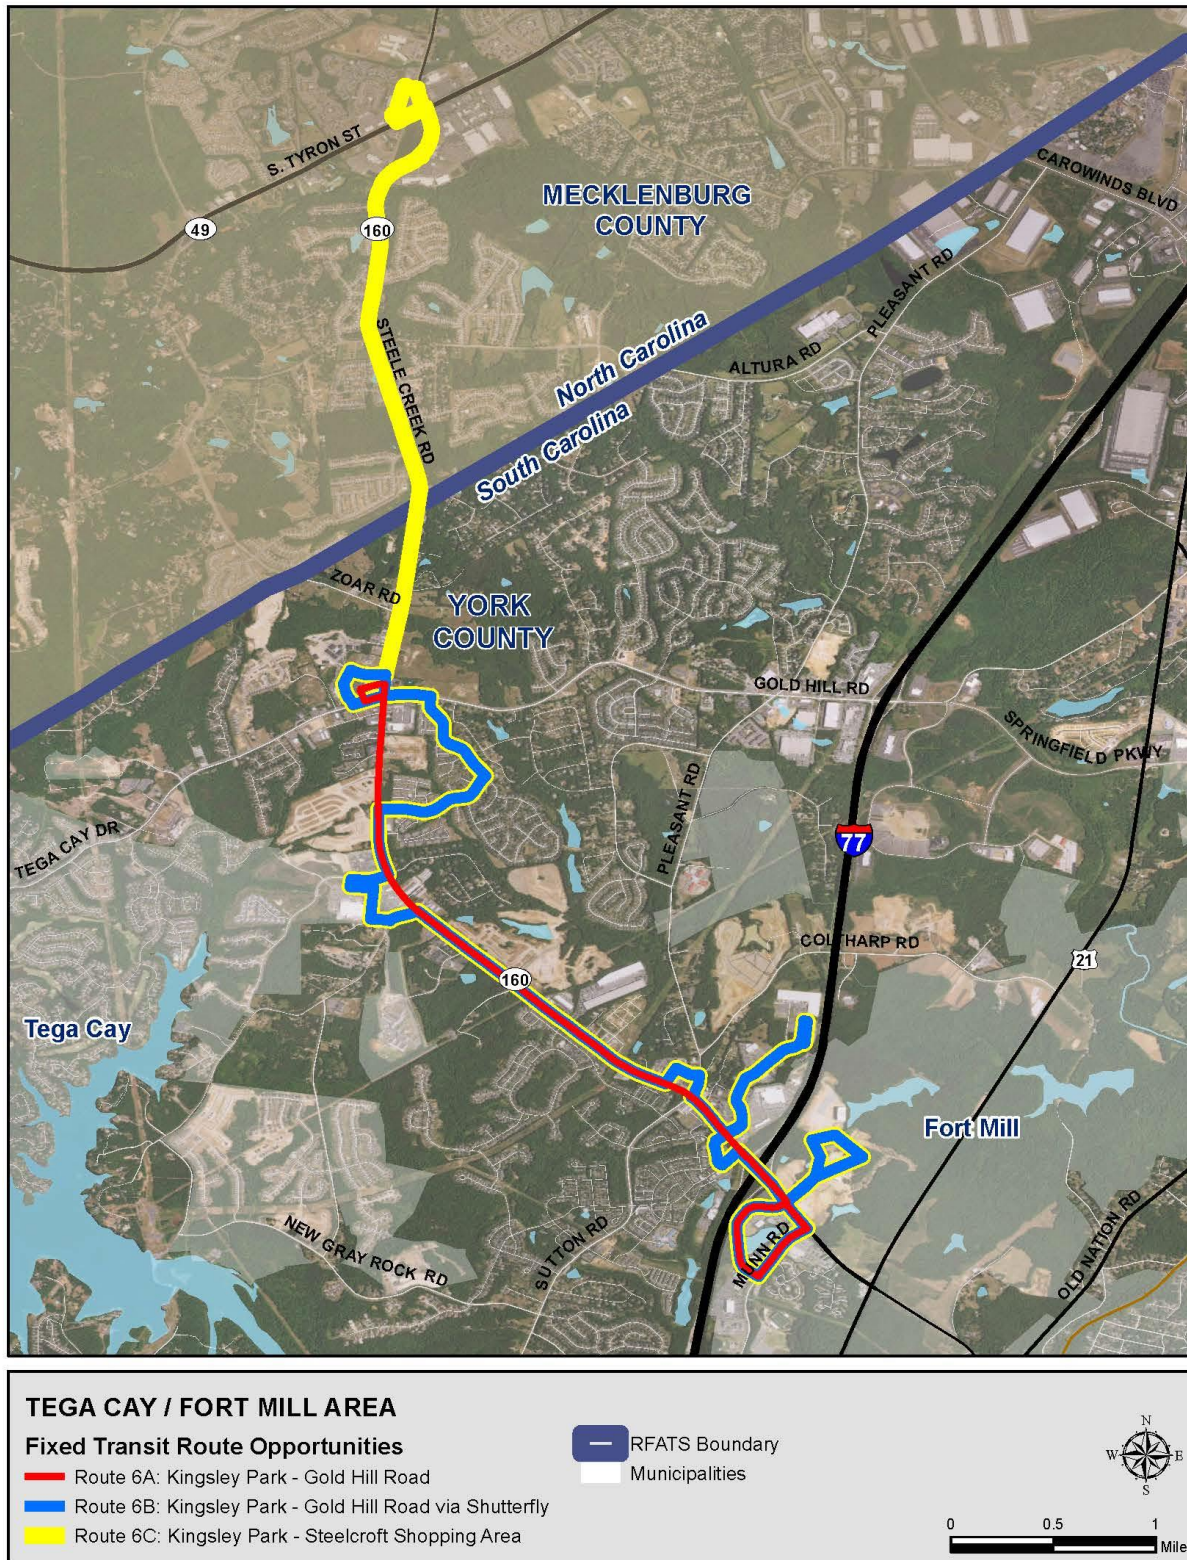 S. TYRON ST
49
160
MECKLENBURG
COUNTY
CAROWINDS BLVD
PLEASANT RD
STEELE CREEK RD
ALTURA RD
North Carolina
South Carolina
ZOAR RD
YORK
COUNTY
GOLD HILL RD
SPRINGFIELD PKWY
TEGA CAY DR
PLEASANT RD
77
COLTHARP RD
21
160
Tega Cay
Fort Mill
NEW GRAY ROCK RD
SUTTON RD
MUNN RD
OLD NATION RD
TEGA CAY / FORT MILL AREA
Fixed Transit Route Opportunities
Route 6A: Kingsley Park - Gold Hill Road
Route 6B: Kingsley Park - Gold Hill Road via Shutterfly
Route 6C: Kingsley Park - Steelcroft Shopping Area
RFATS Boundary
Municipalities
N
W E
S
0 0.5 1
Mile